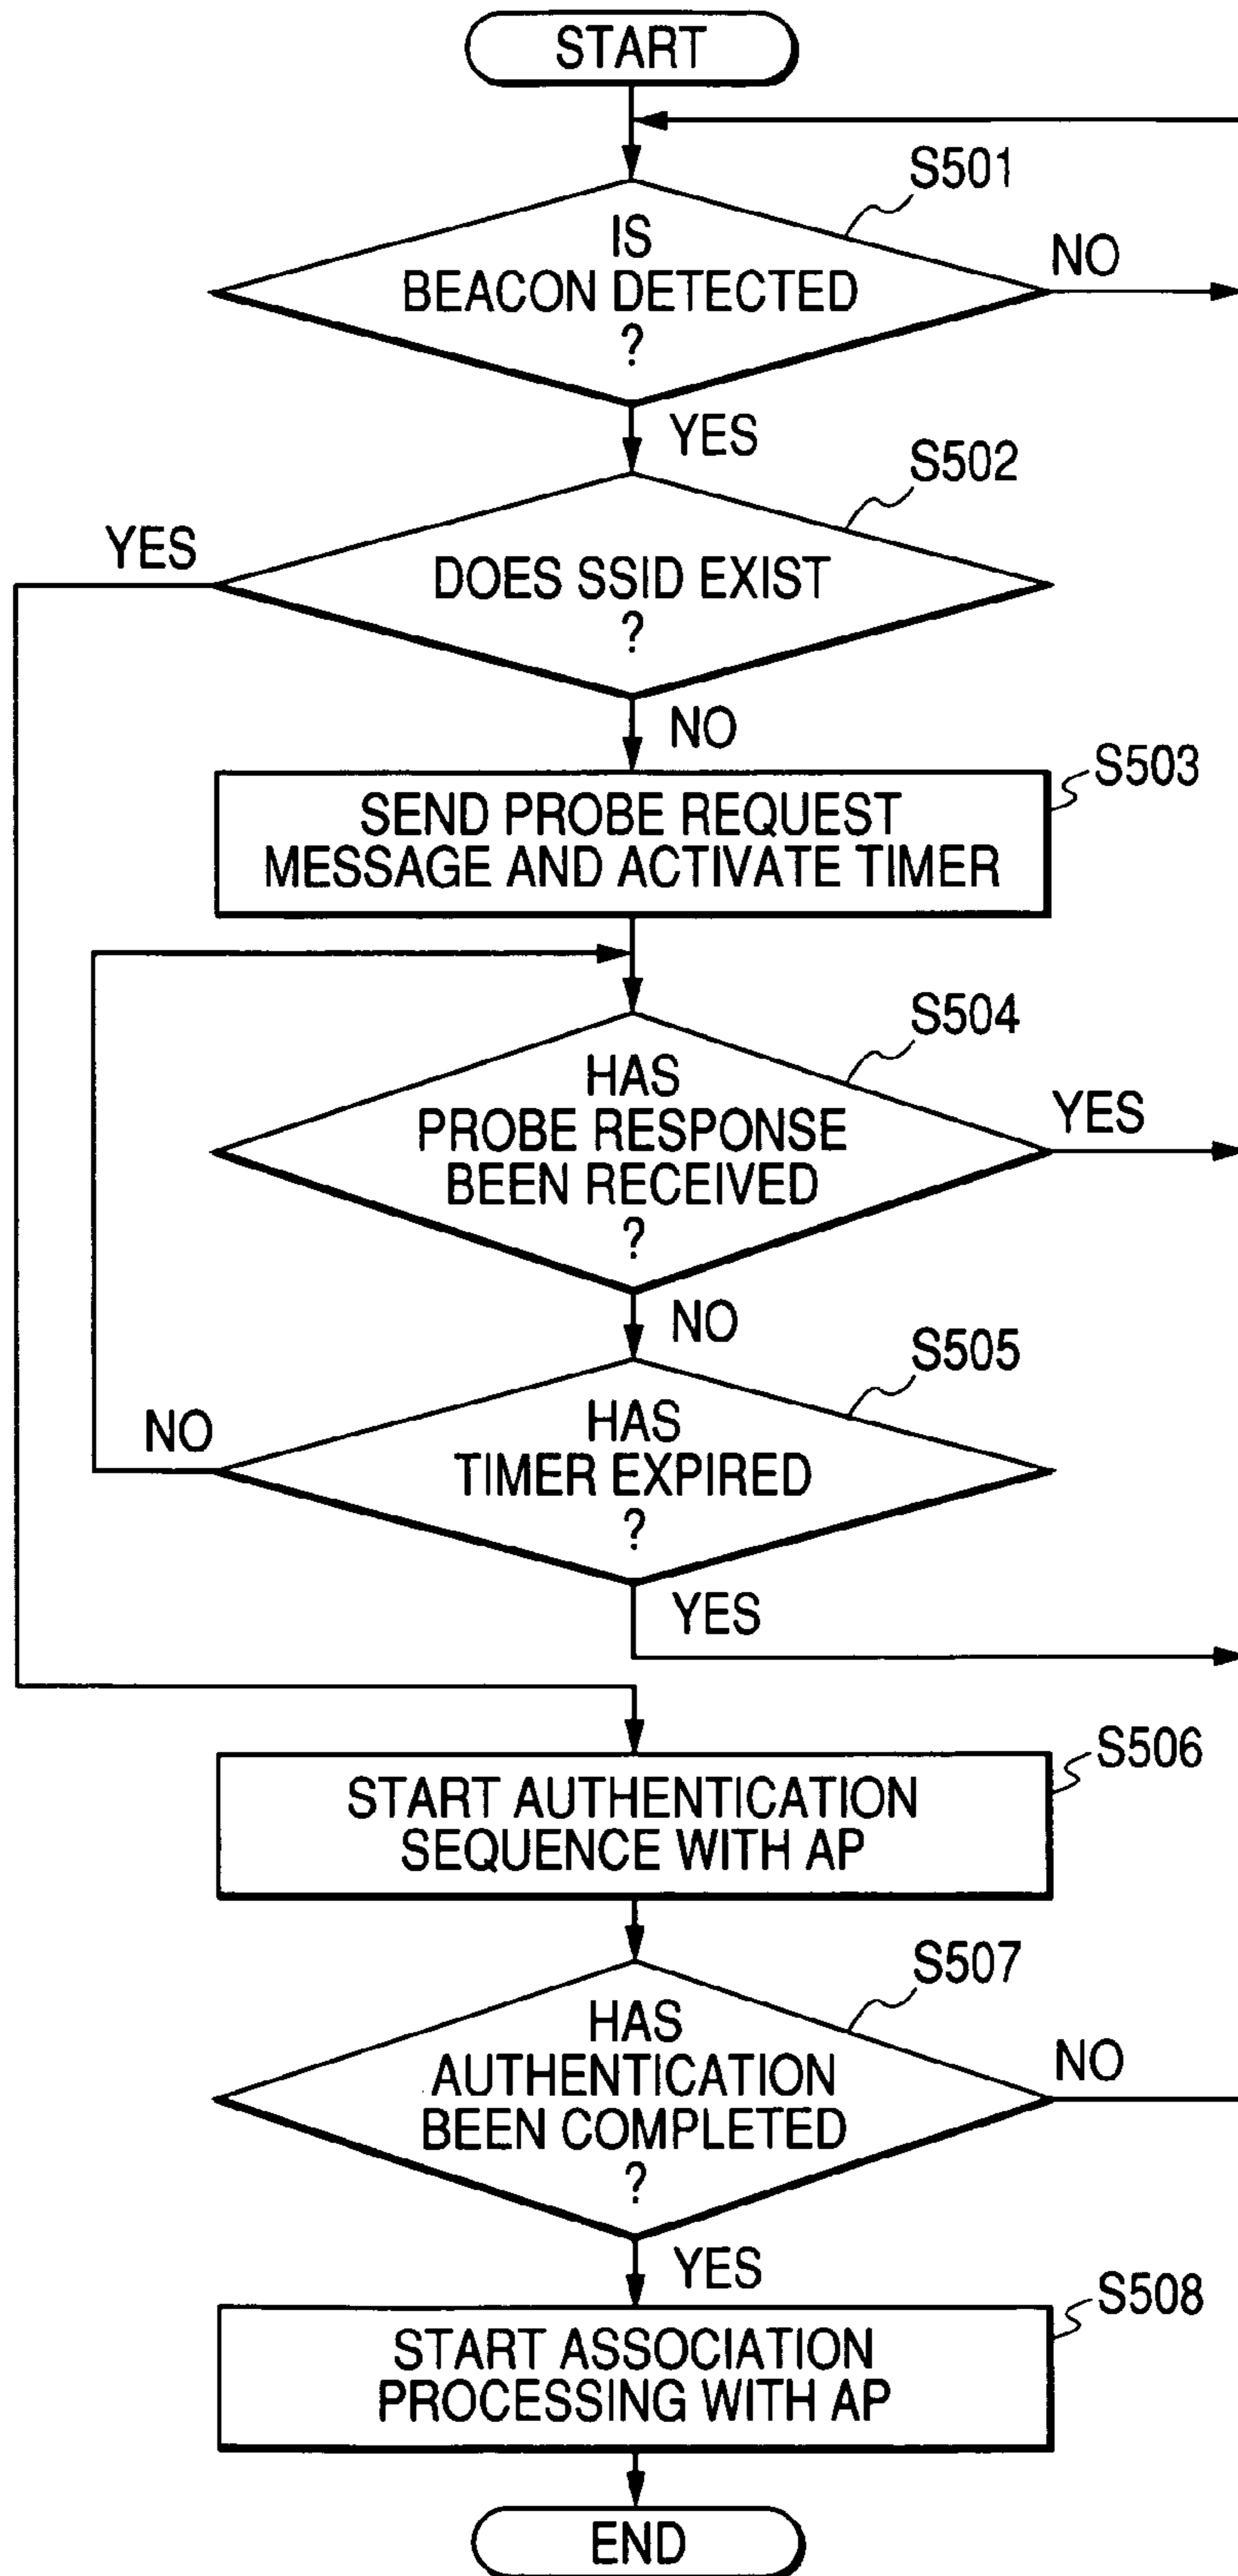 START
S501
IS
BEACON DETECTED
?
NO
YES
S502
YES
DOES SSID EXIST
?
NO
S503
SEND PROBE REQUEST
MESSAGE AND ACTIVATE TIMER
S504
HAS
PROBE RESPONSE
BEEN RECEIVED
?
YES
NO
S505
HAS
TIMER EXPIRED
?
NO
YES
S506
START AUTHENTICATION
SEQUENCE WITH AP
S507
HAS
AUTHENTICATION
BEEN COMPLETED
?
NO
YES
S508
START ASSOCIATION
PROCESSING WITH AP
END